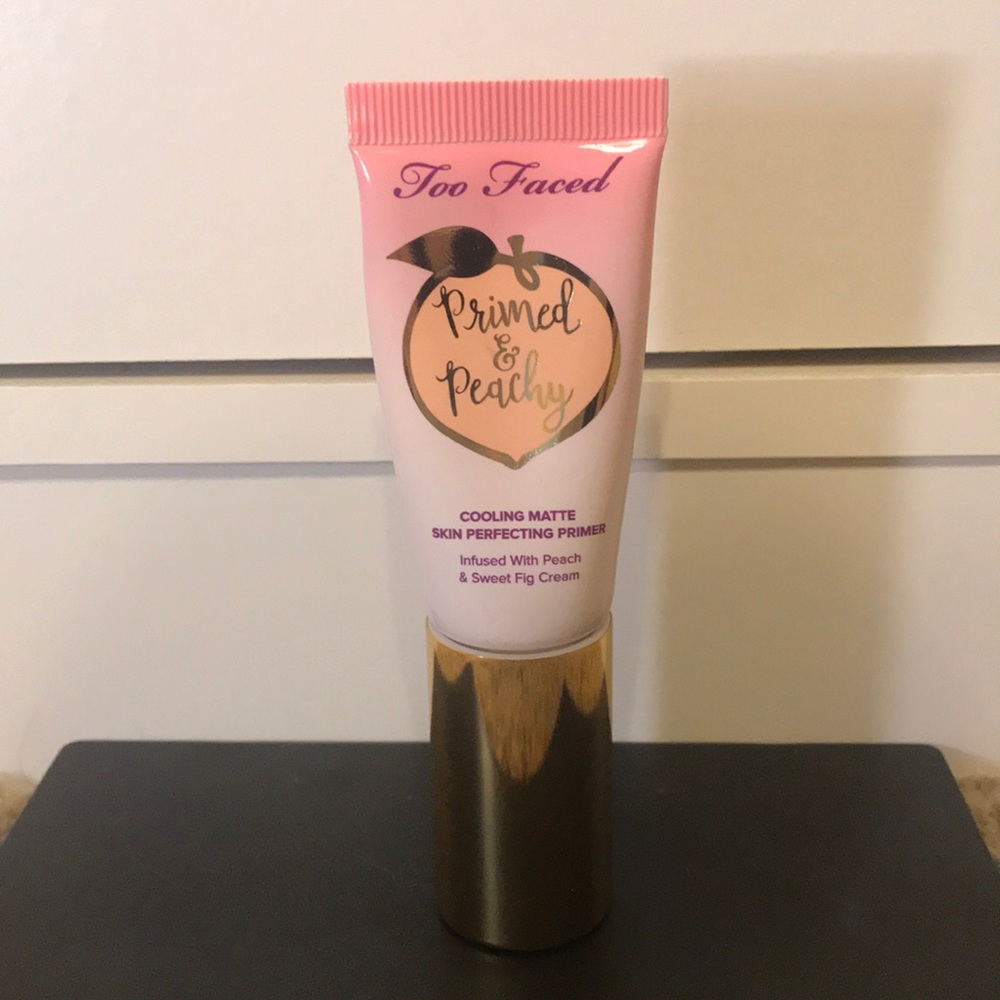 Too Faced
Primed
&
Peachy
COOLING MATTE
SKIN PERFECTING PRIMER
Infused With Peach
& Sweet Fig Cream